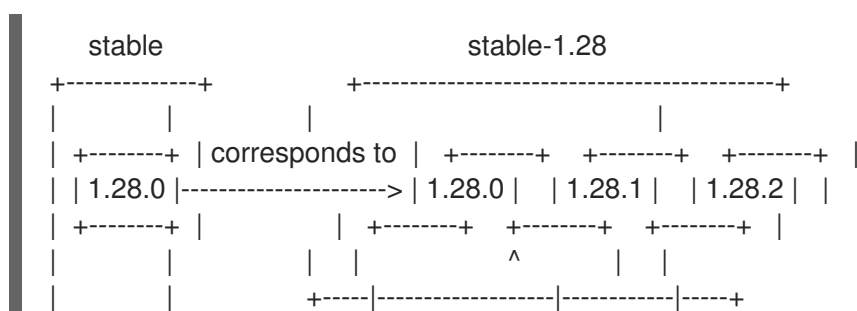 stable                                      stable-1.28
+--------------+                  +--------------------------------------------+
|              |              |                                            |
|  +--------+  | corresponds to |   +--------+    +--------+    +--------+   |
|  | 1.28.0 |----------------------> | 1.28.0 |   | 1.28.1 |   | 1.28.2 |   |
|  +--------+  |                |   +--------+    +--------+    +--------+   |
|              |              |    |                ^            |    |
|              |              +-----|-------------------|------------|-----+